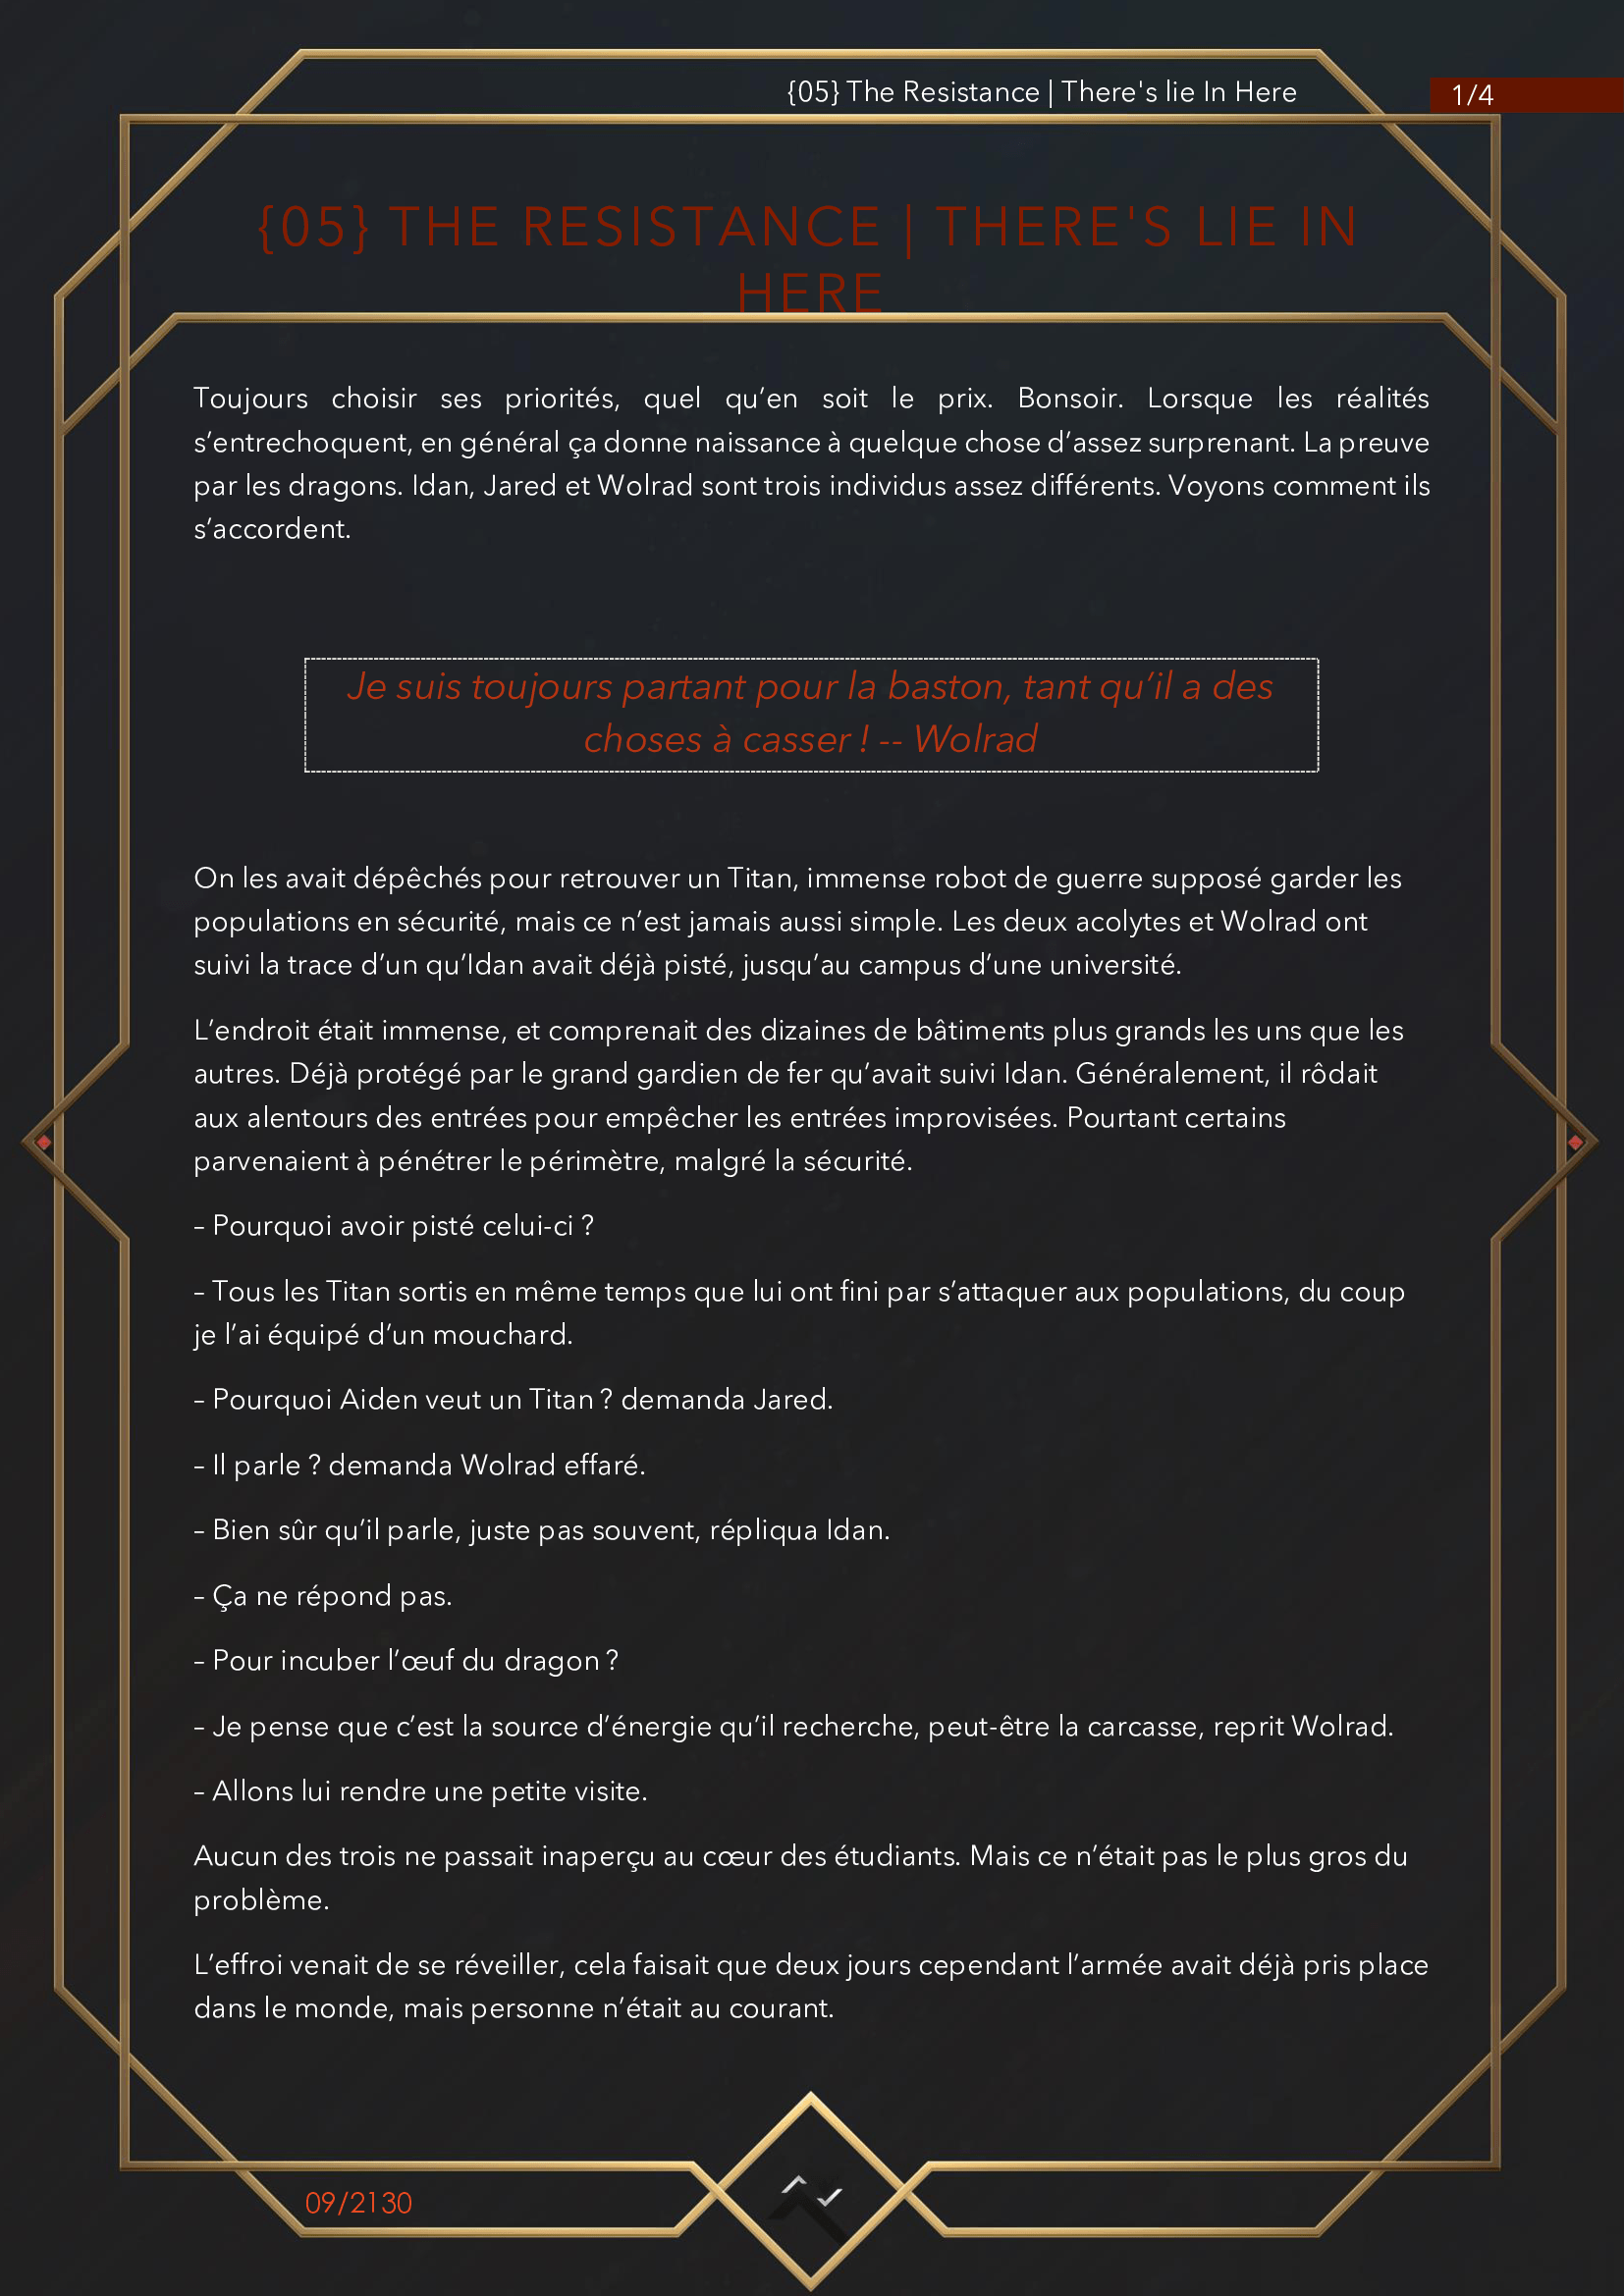 {05} The Resistance | There's lie In Here
1/4
{05} THE RESISTANCE | THERE'S LIE IN
HERE
Toujours choisir ses priorités, quel qu’en soit le prix. Bonsoir. Lorsque les réalités
s’entrechoquent, en général ça donne naissance à quelque chose d’assez surprenant. La preuve
par les dragons. Idan, Jared et Wolrad sont trois individus assez différents. Voyons comment ils
s’accordent.
Je suis toujours partant pour la baston, tant qu’il a des
choses à casser ! -- Wolrad
On les avait dépêchés pour retrouver un Titan, immense robot de guerre supposé garder les
populations en sécurité, mais ce n’est jamais aussi simple. Les deux acolytes et Wolrad ont
suivi la trace d’un qu’Idan avait déjà pisté, jusqu’au campus d’une université.
L’endroit était immense, et comprenait des dizaines de bâtiments plus grands les uns que les
autres. Déjà protégé par le grand gardien de fer qu’avait suivi Idan. Généralement, il rôdait
aux alentours des entrées pour empêcher les entrées improvisées. Pourtant certains
parvenaient à pénétrer le périmètre, malgré la sécurité.
– Pourquoi avoir pisté celui-ci ?
– Tous les Titan sortis en même temps que lui ont fini par s’attaquer aux populations, du coup
je l’ai équipé d’un mouchard.
– Pourquoi Aiden veut un Titan ? demanda Jared.
– Il parle ? demanda Wolrad effaré.
– Bien sûr qu’il parle, juste pas souvent, répliqua Idan.
– Ça ne répond pas.
– Pour incuber l’œuf du dragon ?
– Je pense que c’est la source d’énergie qu’il recherche, peut-être la carcasse, reprit Wolrad.
– Allons lui rendre une petite visite.
Aucun des trois ne passait inaperçu au cœur des étudiants. Mais ce n’était pas le plus gros du
problème.
L’effroi venait de se réveiller, cela faisait que deux jours cependant l’armée avait déjà pris place
dans le monde, mais personne n’était au courant.
09/2130